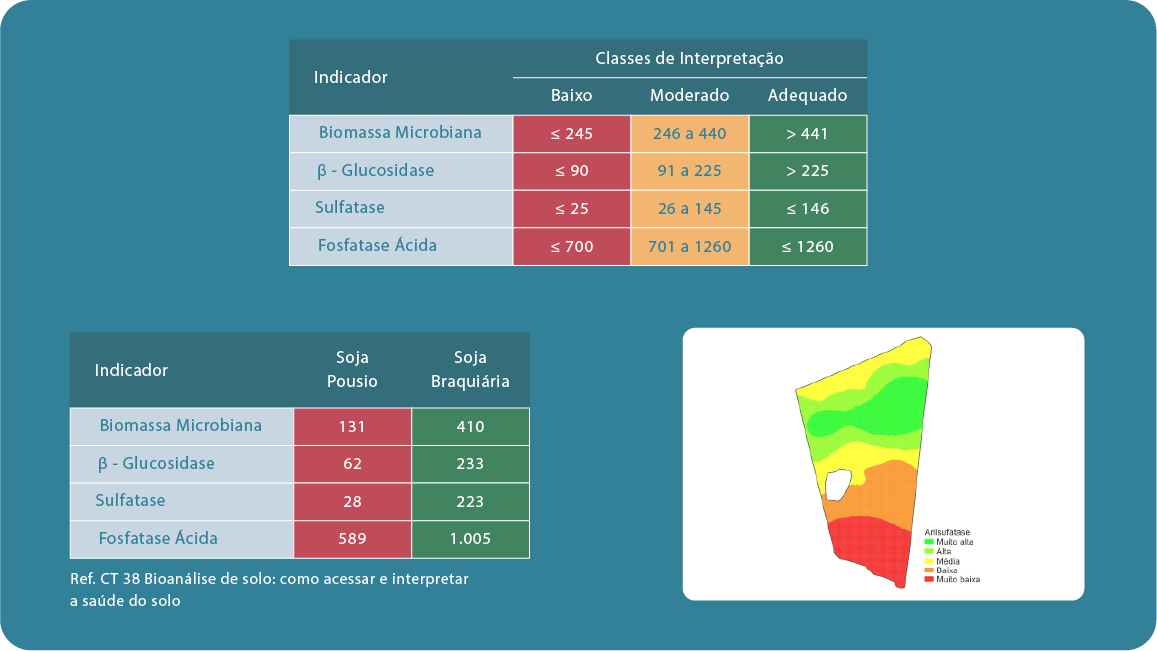 Indicador
Classes de Interpretação
Baixo Moderado Adequado
Biomassa Microbiana ≤ 245 246 a 440 > 441
β - Glucosidase ≤ 90 91 a 225 > 225
Sulfatase ≤ 25 26 a 145 ≤ 146
Fosfatase Ácida ≤ 700 701 a 1260 ≤ 1260
Indicador
Soja Pousio
Soja Braquiária
Biomassa Microbiana 131 410
β - Glucosidase 62 233
Sulfatase 28 223
Fosfatase Ácida 589 1.005
Ref. CT 38 Bioanálise de solo: como acessar e interpretar
a saúde do solo
Arilsufatase
Muito alta
Alta
Média
Baixa
Muito baixa